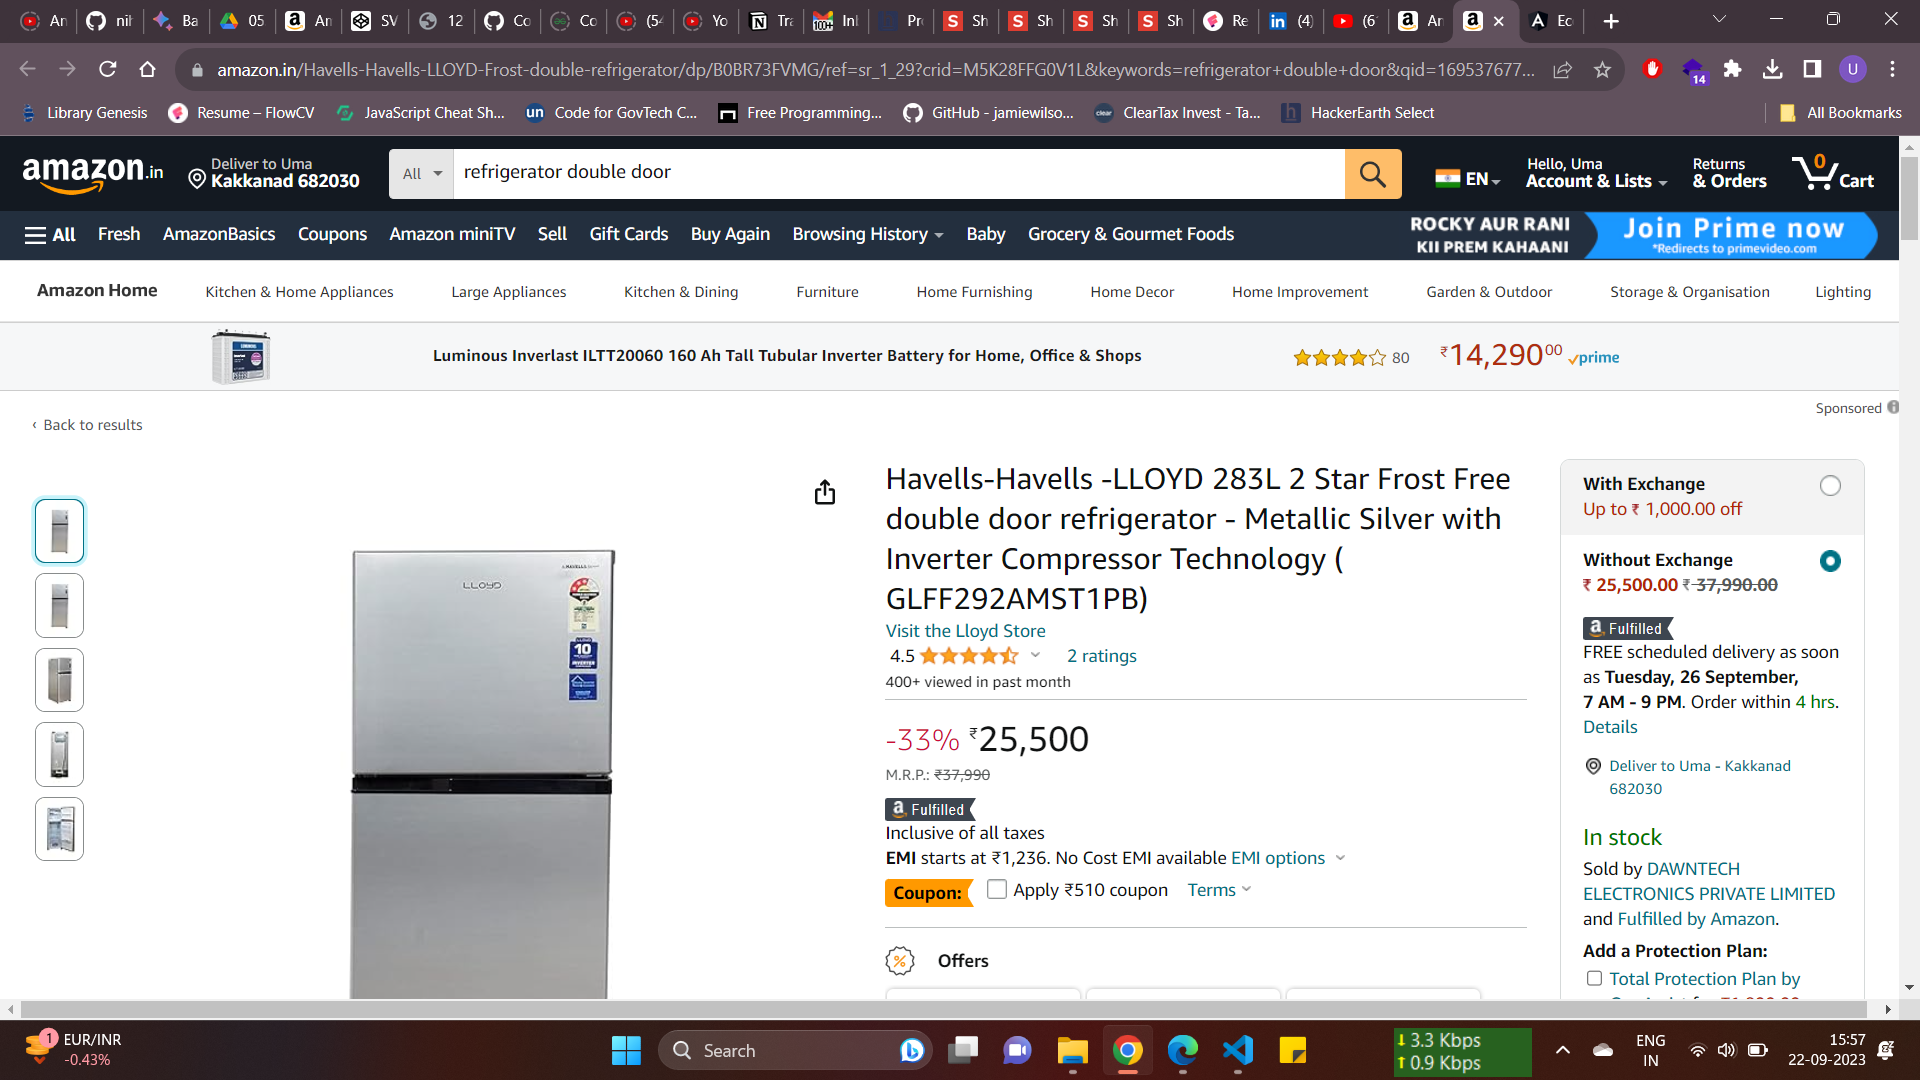 An
nih
Ba
05
An
SV
12
Co
Co
(54
Yo
Tra
Inb
Pro
Sh
Sh
Sh
Sh
Re
(4)
(6
Ar
Ec
amazon.in/Havells-Havells-LLOYD-Frost-double-refrigerator/dp/B0BR73FVMG/ref=sr_1_29?crid=M5K28FFG0V1L&keywords=refrigerator+double+door&qid=169537677...
14
U
Library Genesis
Resume – FlowCV
JavaScript Cheat Sh...
Code for GovTech C...
Free Programming...
GitHub - jamiewilso...
ClearTax Invest - Ta...
HackerEarth Select
All Bookmarks
amazon.in
Deliver to Uma
Kakkanad 682030
All
refrigerator double door
EN
Hello, Uma
Account & Lists
Returns
& Orders
0
Cart
All
Fresh
AmazonBasics
Coupons
Amazon miniTV
Sell
Gift Cards
Buy Again
Browsing History
Baby
Grocery & Gourmet Foods
ROCKY AUR RANI
KII PREM KAHAANI
Join Prime now
*Redirects to primevideo.com
Amazon Home
Kitchen & Home Appliances
Large Appliances
Kitchen & Dining
Furniture
Home Furnishing
Home Decor
Home Improvement
Garden & Outdoor
Storage & Organisation
Lighting
Luminous Inverlast ILTT20060 160 Ah Tall Tubular Inverter Battery for Home, Office & Shops
80
₹14,29000
prime
Sponsored
‹ Back to results
LLOYD
10
Havells-Havells -LLOYD 283L 2 Star Frost Free
double door refrigerator - Metallic Silver with
Inverter Compressor Technology (
GLFF292AMST1PB)
Visit the Lloyd Store
4.5
2 ratings
400+ viewed in past month
-33% ₹25,500
M.R.P.: ₹37,990
a Fulfilled
Inclusive of all taxes
EMI starts at ₹1,236. No Cost EMI available EMI options
Coupon:
Apply ₹510 coupon
Terms
Offers
With Exchange
Up to ₹ 1,000.00 off
Without Exchange
₹ 25,500.00 ₹ 37,990.00
a Fulfilled
FREE scheduled delivery as soon
as Tuesday, 26 September,
7 AM - 9 PM. Order within 4 hrs.
Details
Deliver to Uma - Kakkanad
682030
In stock
Sold by DAWNTECH
ELECTRONICS PRIVATE LIMITED
and Fulfilled by Amazon.
Add a Protection Plan:
Total Protection Plan by
1
EUR/INR
-0.43%
Search
3.3 Kbps
0.9 Kbps
ENG
IN
15:57
22-09-2023